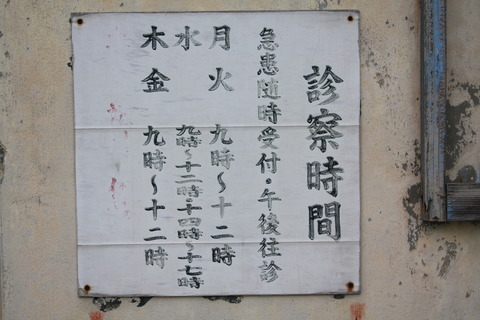 診察時間
急患随時受付・午後往診
月火 九時〜十二時
水 九時〜十二時・十四時〜十七時
木金 九時〜十二時